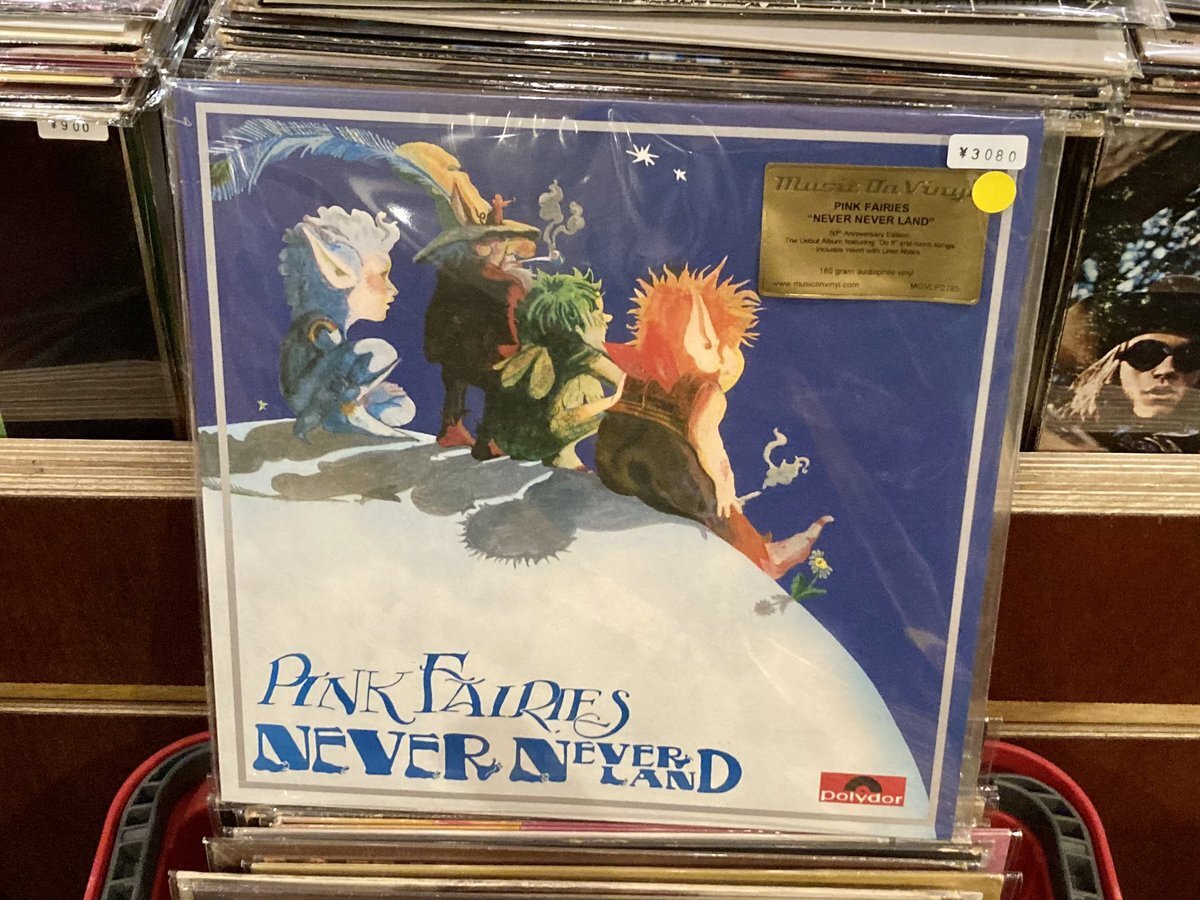 ¥900
¥3080
Music On Vinyl
PINK FAIRIES
"NEVER NEVER LAND"
50th Anniversary Edition
The Debut Album featuring "Do It" and more songs
Includes insert with Liner Notes
180 gram audiophile vinyl
www.musiconvinyl.com
PINK FAIRIES
NEVER NEVER
LAND
polydor